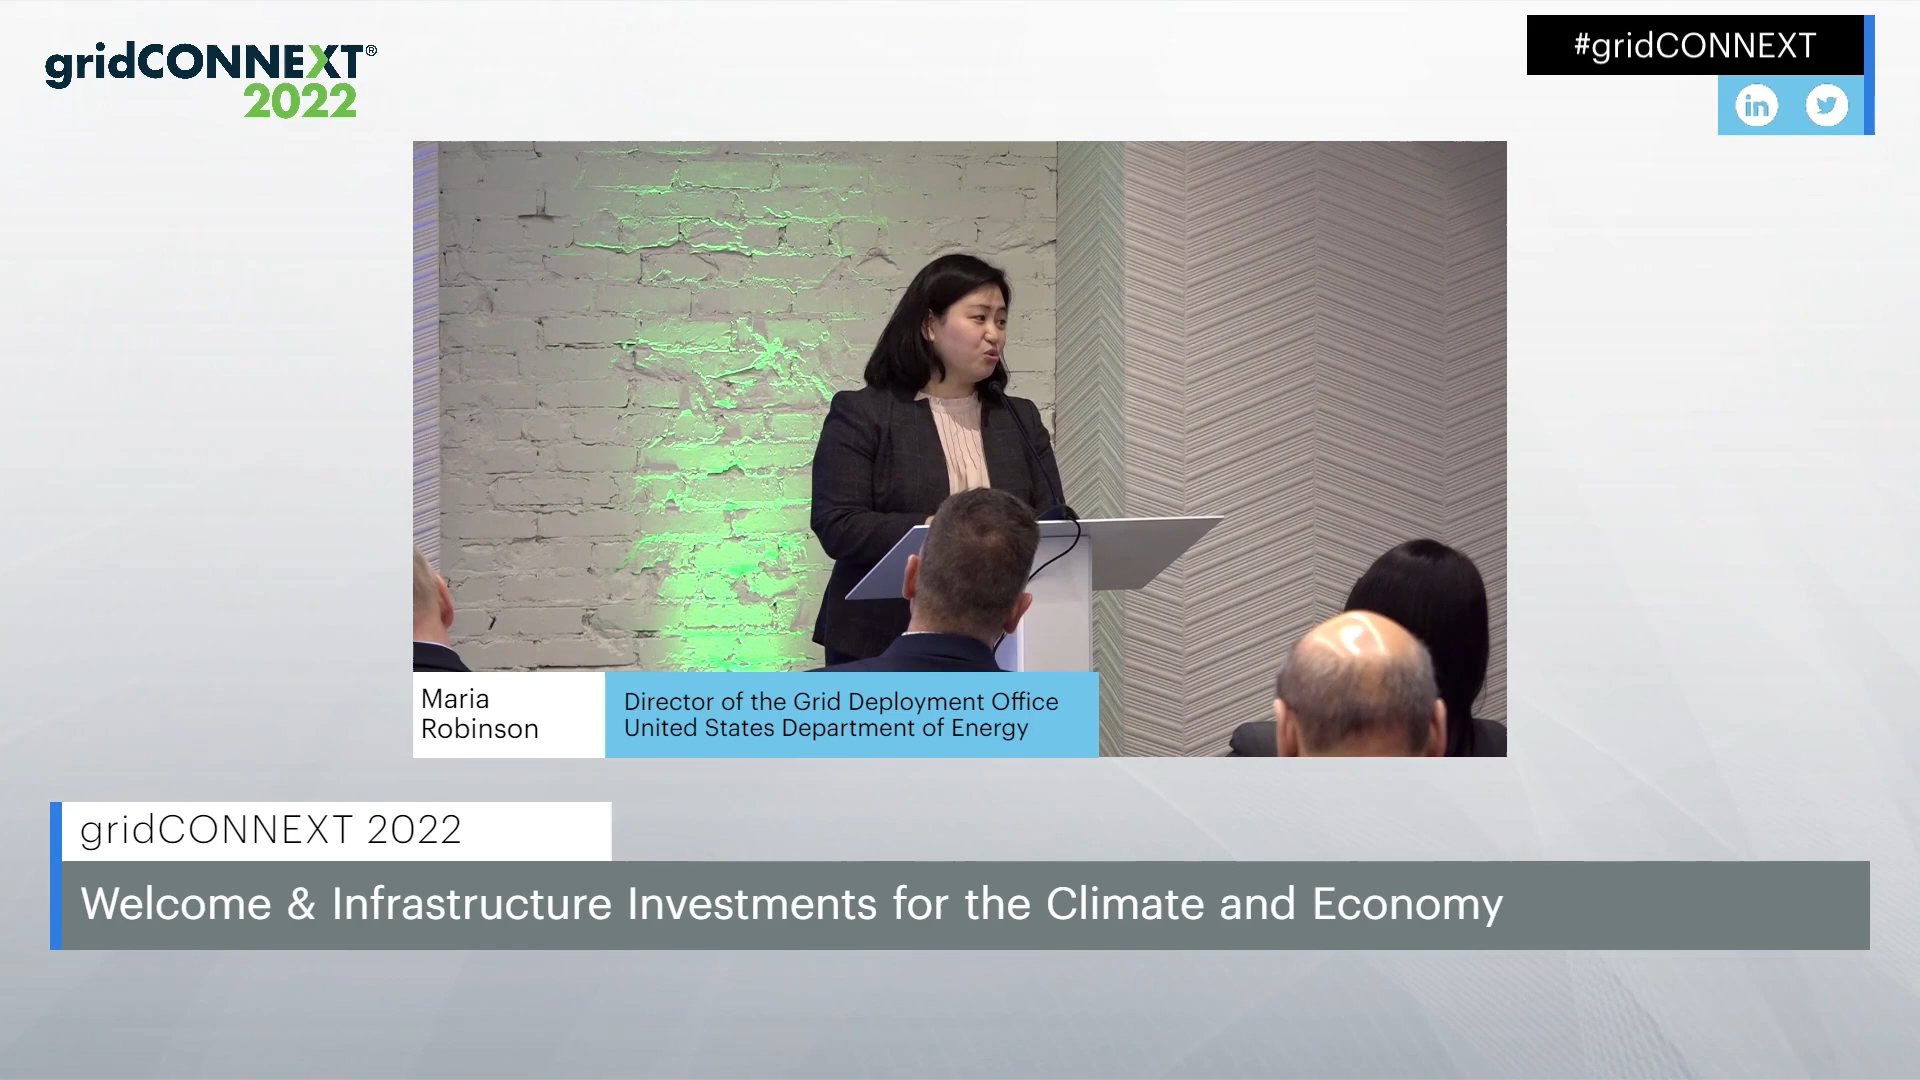 gridCONNEXT®
2022
#gridCONNEXT
in
Maria
Robinson
Director of the Grid Deployment Office
United States Department of Energy
gridCONNEXT 2022
Welcome & Infrastructure Investments for the Climate and Economy